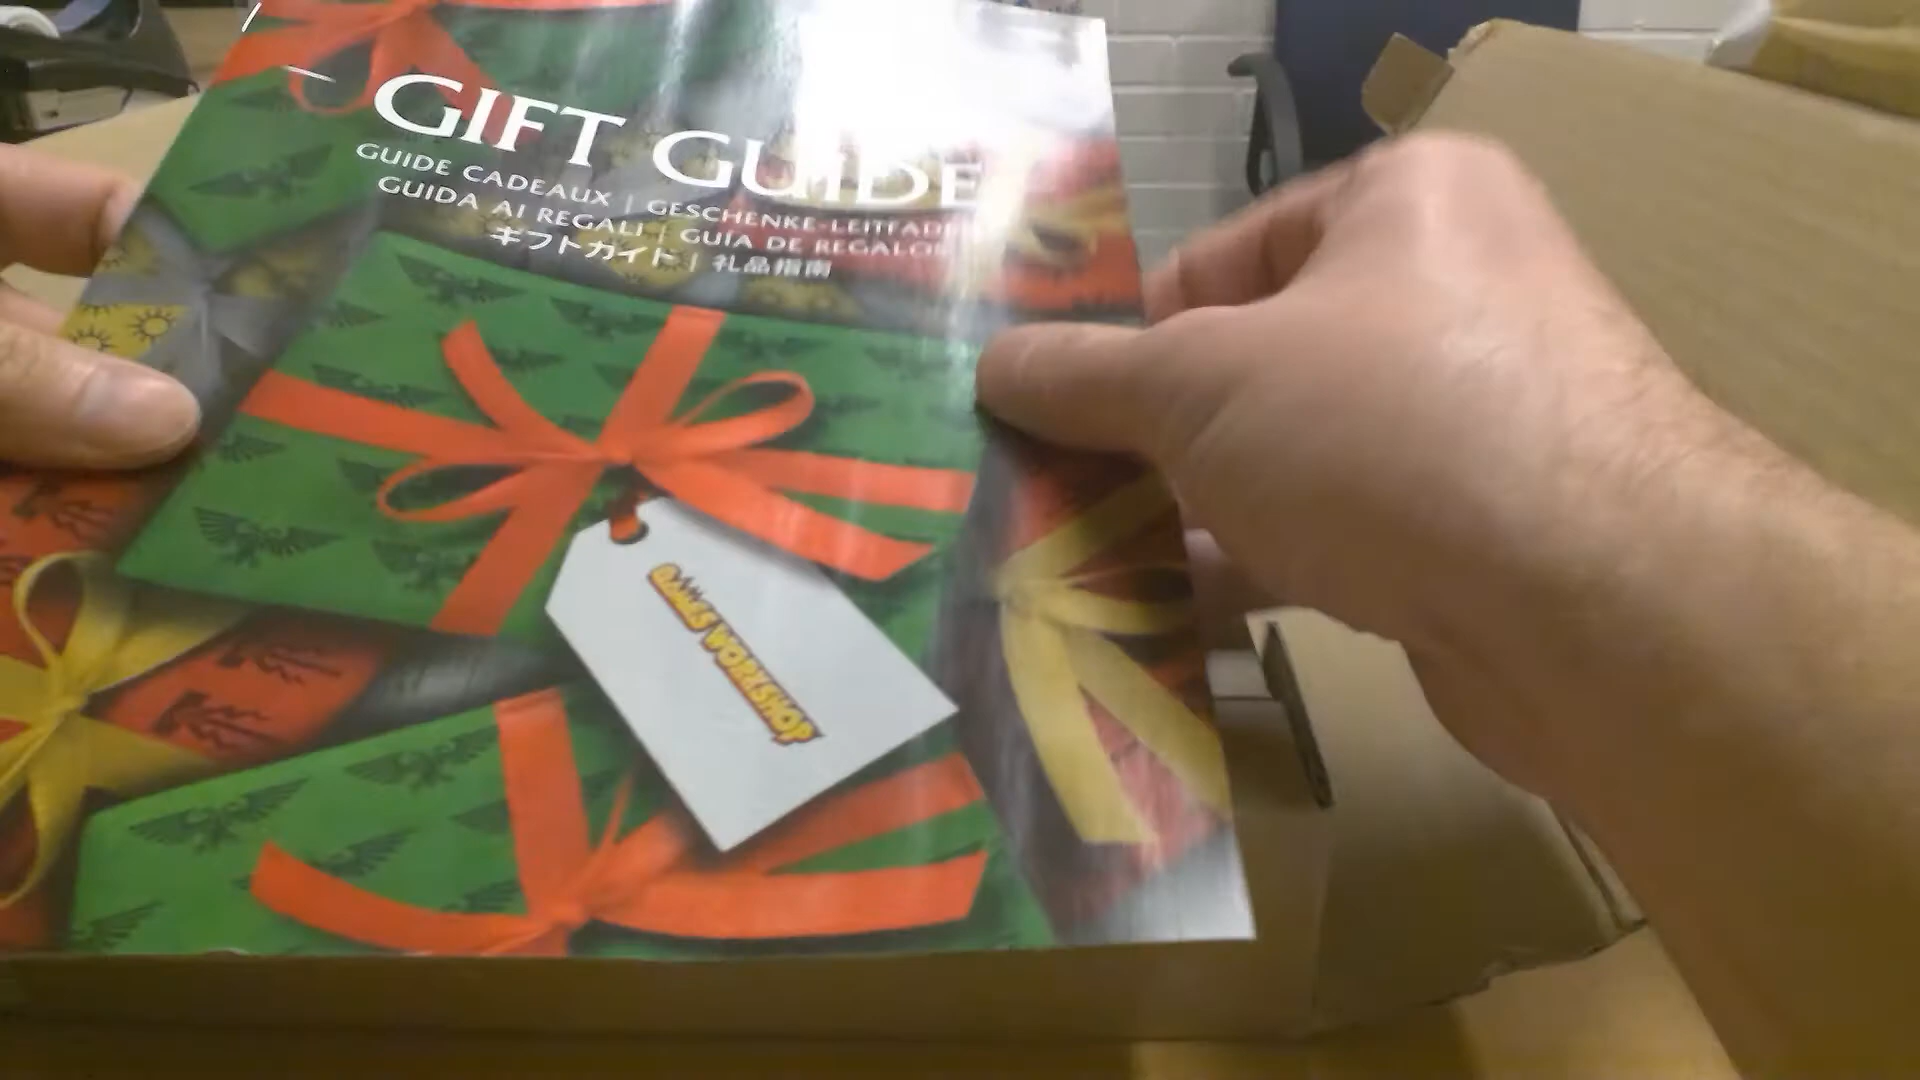 GIFT GUIDE
GUIDE CADEAUX | GESCHENKE-LEITFADEN
GUIDA AI REGALI | GUÍA DE REGALOS
ギフトガイド | 礼品指南
GAMES WORKSHOP